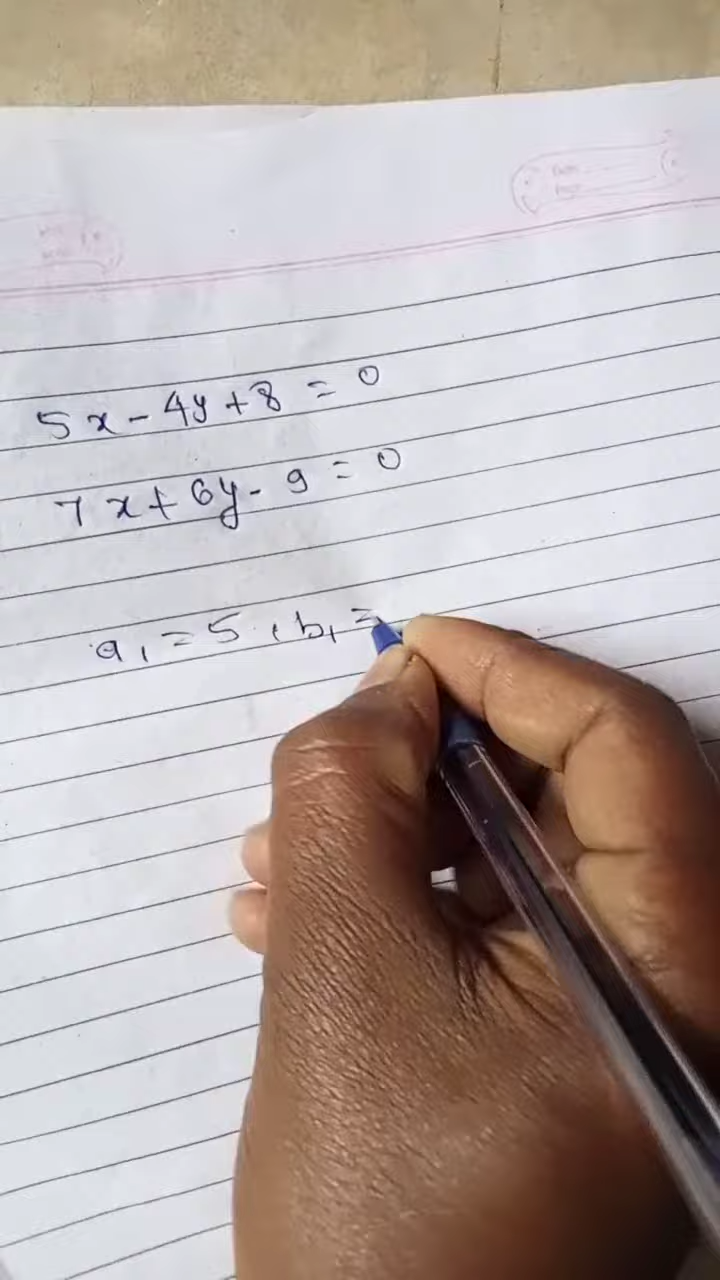 5x - 4y + 8 = 0
7x + 6y - 9 = 0
a₁ = 5, b₁ =